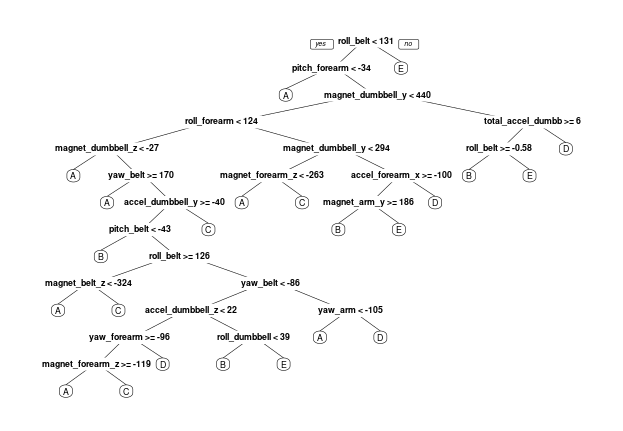 yes roll_belt < 131 no
pitch_forearm < -34 E
A magnet_dumbbell_y < 440
roll_forearm < 124 total_accel_dumbb >= 6
magnet_dumbbell_z < -27 magnet_dumbbell_y < 294 roll_belt >= -0.58 D
A yaw_belt >= 170 magnet_forearm_z < -263 accel_forearm_x >= -100 B E
A accel_dumbbell_y >= -40 A C magnet_arm_y >= 186 D
pitch_belt < -43 C B E
B roll_belt >= 126
magnet_belt_z < -324 yaw_belt < -86
A C accel_dumbbell_z < 22 yaw_arm < -105
yaw_forearm >= -96 roll_dumbbell < 39 A D
magnet_forearm_z >= -119 D B E
A C